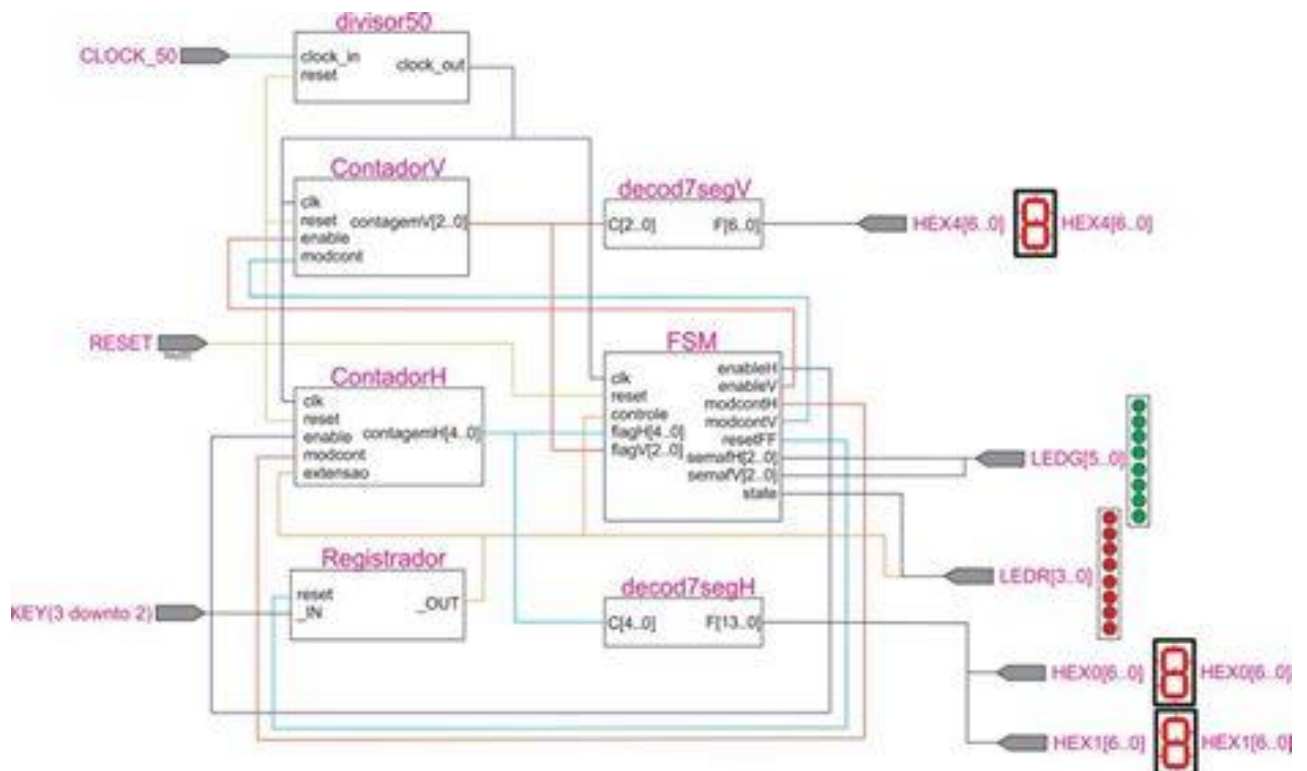 divisor50
CLOCK_50
clock_in
reset
clock_out
ContadorV
clk
reset
enable
modcont
contagemV[2..0]
decod7segV
C[2..0]
F[6..0]
HEX4[6..0]
HEX4[6..0]
RESET
FSM
clk
reset
controle
flagH[4..0]
flagV[2..0]
enableH
enableV
modcontH
modcontV
resetFF
semafH[2..0]
semafV[2..0]
state
ContadorH
clk
reset
enable
modcont
extensao
contagemH[4..0]
LEDG[5..0]
LEDR[3..0]
Registrador
reset
_IN
_OUT
KEY(3 downto 2)
decod7segH
C[4..0]
F[13..0]
HEX0[6..0]
HEX0[6..0]
HEX1[6..0]
HEX1[6..0]